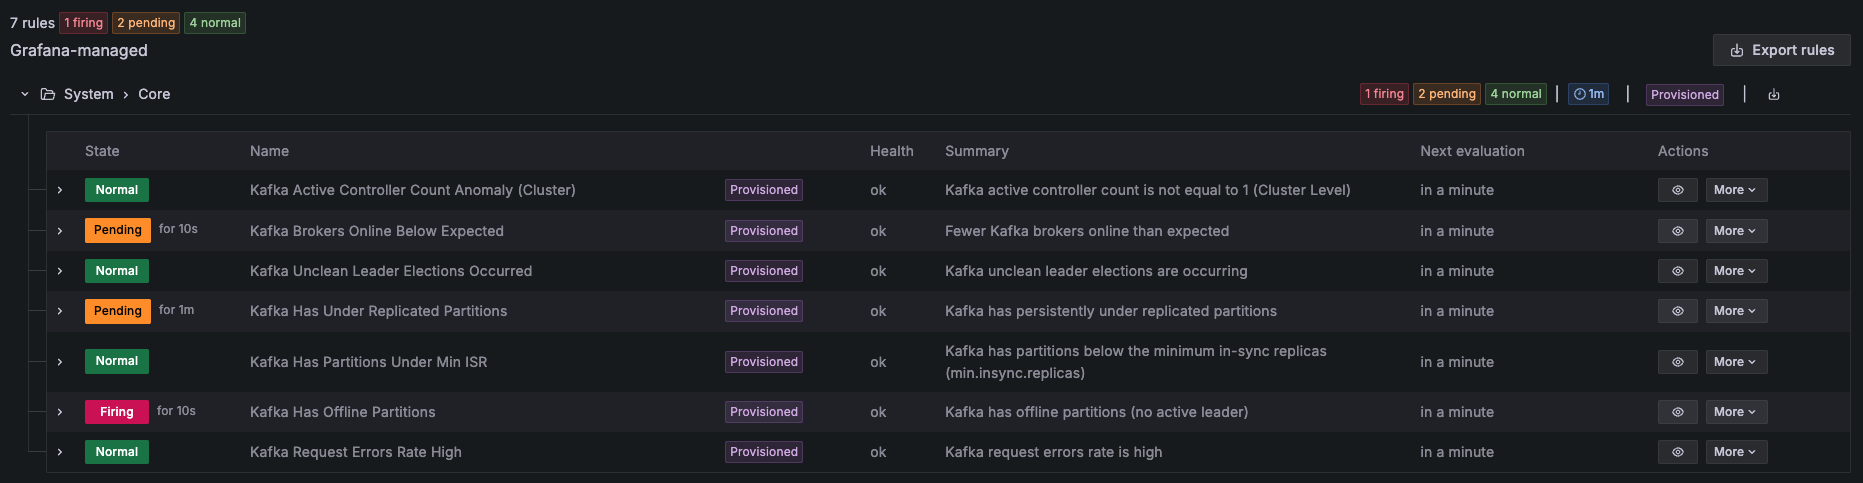 7 rules 1 firing 2 pending 4 normal
Grafana-managed
Export rules
System > Core 1 firing 2 pending 4 normal | 1m | Provisioned |
State Name Health Summary Next evaluation Actions
Normal Kafka Active Controller Count Anomaly (Cluster) Provisioned ok Kafka active controller count is not equal to 1 (Cluster Level) in a minute More
Pending for 10s Kafka Brokers Online Below Expected Provisioned ok Fewer Kafka brokers online than expected in a minute More
Normal Kafka Unclean Leader Elections Occurred Provisioned ok Kafka unclean leader elections are occurring in a minute More
Pending for 1m Kafka Has Under Replicated Partitions Provisioned ok Kafka has persistently under replicated partitions in a minute More
Normal Kafka Has Partitions Under Min ISR Provisioned ok Kafka has partitions below the minimum in-sync replicas
(min.insync.replicas) in a minute More
Firing for 10s Kafka Has Offline Partitions Provisioned ok Kafka has offline partitions (no active leader) in a minute More
Normal Kafka Request Errors Rate High Provisioned ok Kafka request errors rate is high in a minute More